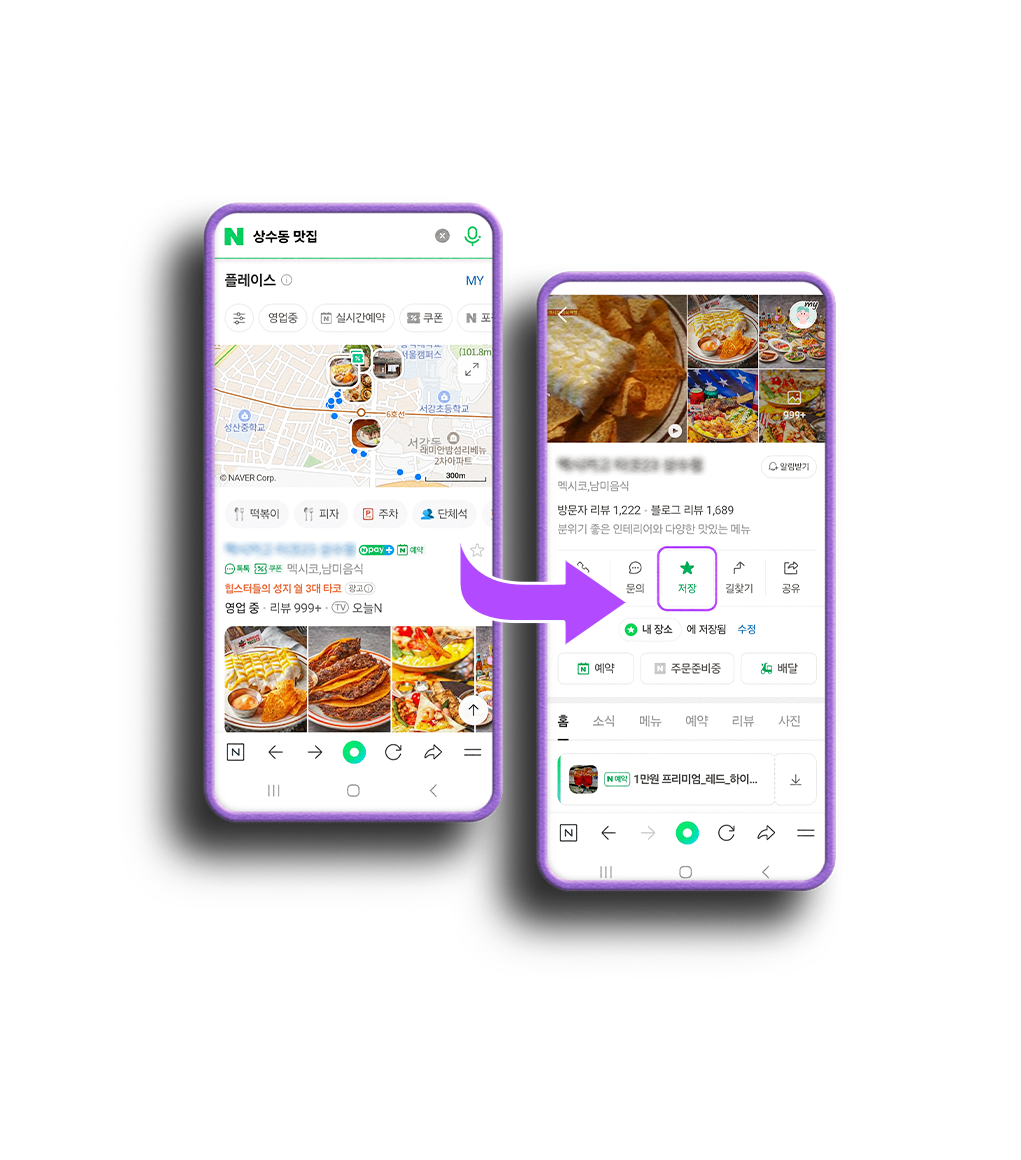 N 상수동 맛집
플레이스 MY
영업중 N 실시간예약 쿠폰 N
서울캠퍼스 (101.8m
6호선
서강초등학교
성산중학교
서강동
래미안밤섬리베뉴
2차아파트
© NAVER Corp. 300m
떡볶이 피자 P 주차 단체석
N pay+ N 예약
톡톡 쿠폰 멕시코,남미음식
힙스터들의 성지 월 3대 타코 광고
영업 중 · 리뷰 999+ · TV 오늘N
N
my
999+
알림받기
멕시코,남미음식
방문자 리뷰 1,222 · 블로그 리뷰 1,689
분위기 좋은 인테리어와 다양한 맛있는 메뉴
문의 저장 길찾기 공유
내 장소 에 저장됨 수정
N 예약 N 주문준비중 배달
홈 소식 메뉴 예약 리뷰 사진
N예약 1만원 프리미엄_레드_하이...
N